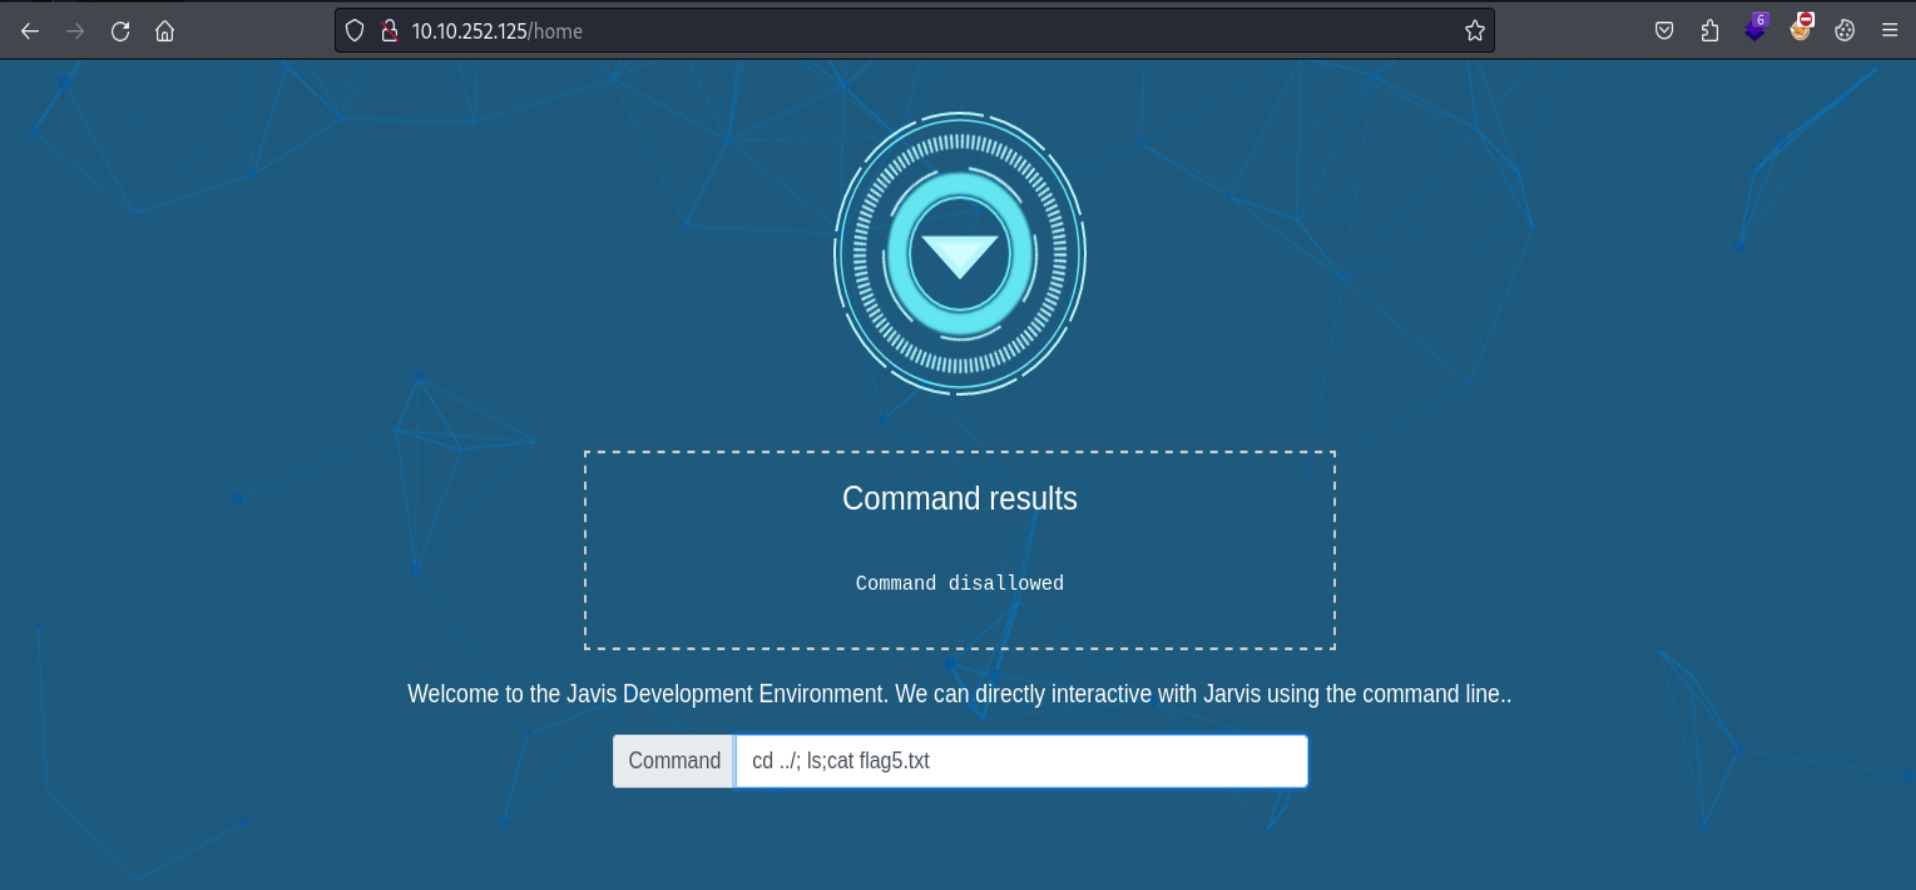 10.10.252.125/home
6
Command results
Command disallowed
Welcome to the Javis Development Environment. We can directly interactive with Jarvis using the command line..
Command
cd ../; ls;cat flag5.txt